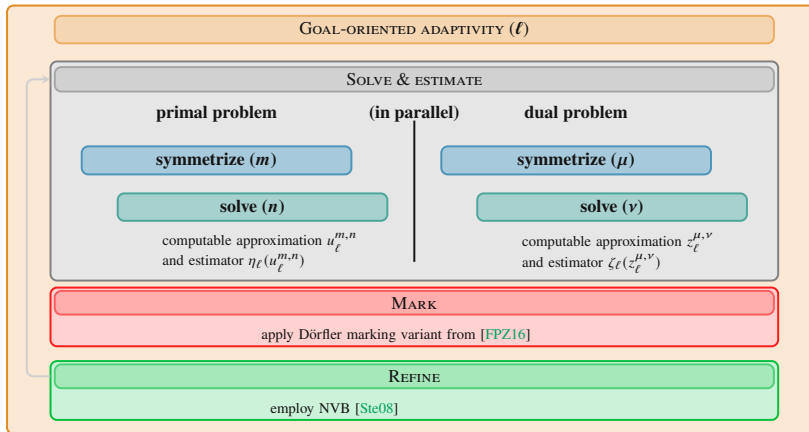 GOAL-ORIENTED ADAPTIVITY (ℓ)
SOLVE & ESTIMATE
primal problem (in parallel) dual problem
symmetrize (m) symmetrize (μ)
solve (n) solve (ν)
computable approximation u_ℓ^{m,n} computable approximation z_ℓ^{μ,ν}
and estimator η_ℓ(u_ℓ^{m,n}) and estimator ζ_ℓ(z_ℓ^{μ,ν})
MARK
apply Dörfler marking variant from [FPZ16]
REFINE
employ NVB [Ste08]